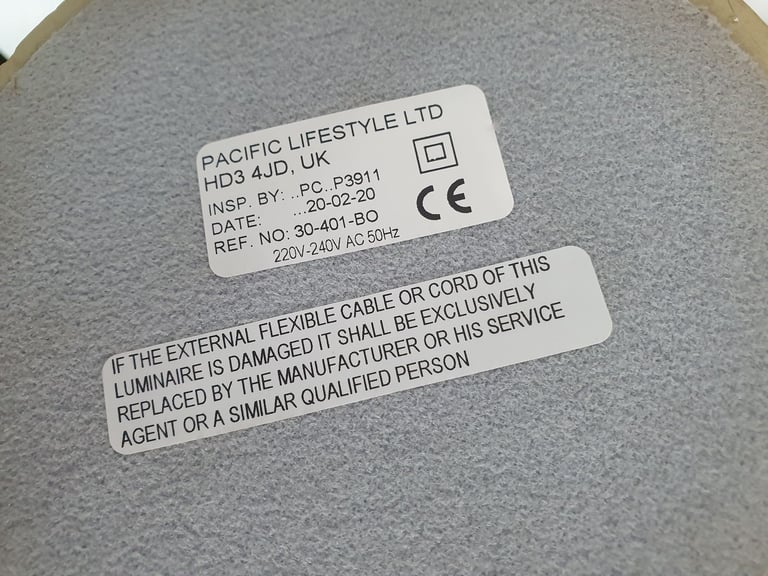 PACIFIC LIFESTYLE LTD
HD3 4JD, UK
INSP. BY: ..PC..P3911
DATE: ...20-02-20
REF. NO: 30-401-BO
220V-240V AC 50Hz
CE
IF THE EXTERNAL FLEXIBLE CABLE OR CORD OF THIS
LUMINAIRE IS DAMAGED IT SHALL BE EXCLUSIVELY
REPLACED BY THE MANUFACTURER OR HIS SERVICE
AGENT OR A SIMILAR QUALIFIED PERSON